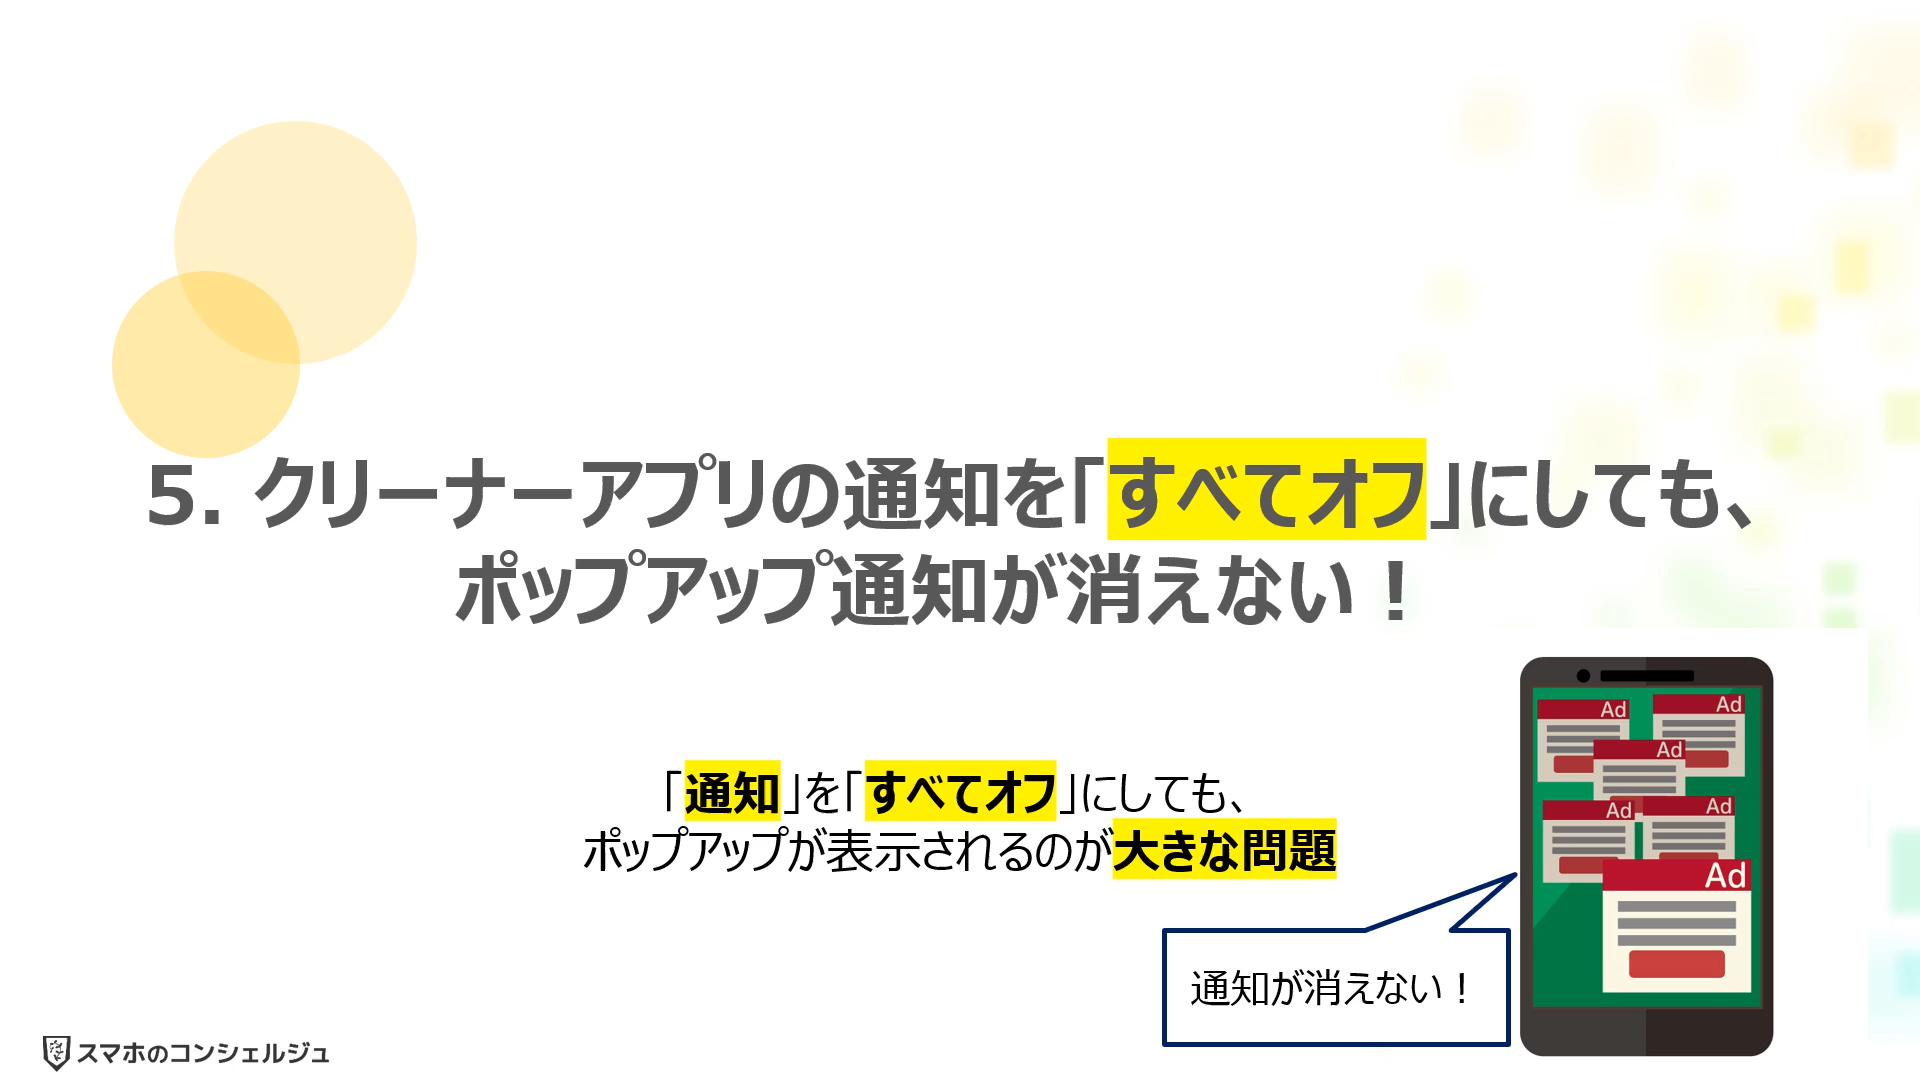 5. クリーナーアプリの通知を「すべてオフ」にしても、
ポップアップ通知が消えない！
「通知」を「すべてオフ」にしても、
ポップアップが表示されるのが大きな問題
Ad
Ad
Ad
Ad
Ad
Ad
通知が消えない！
スマホのコンシェルジュ